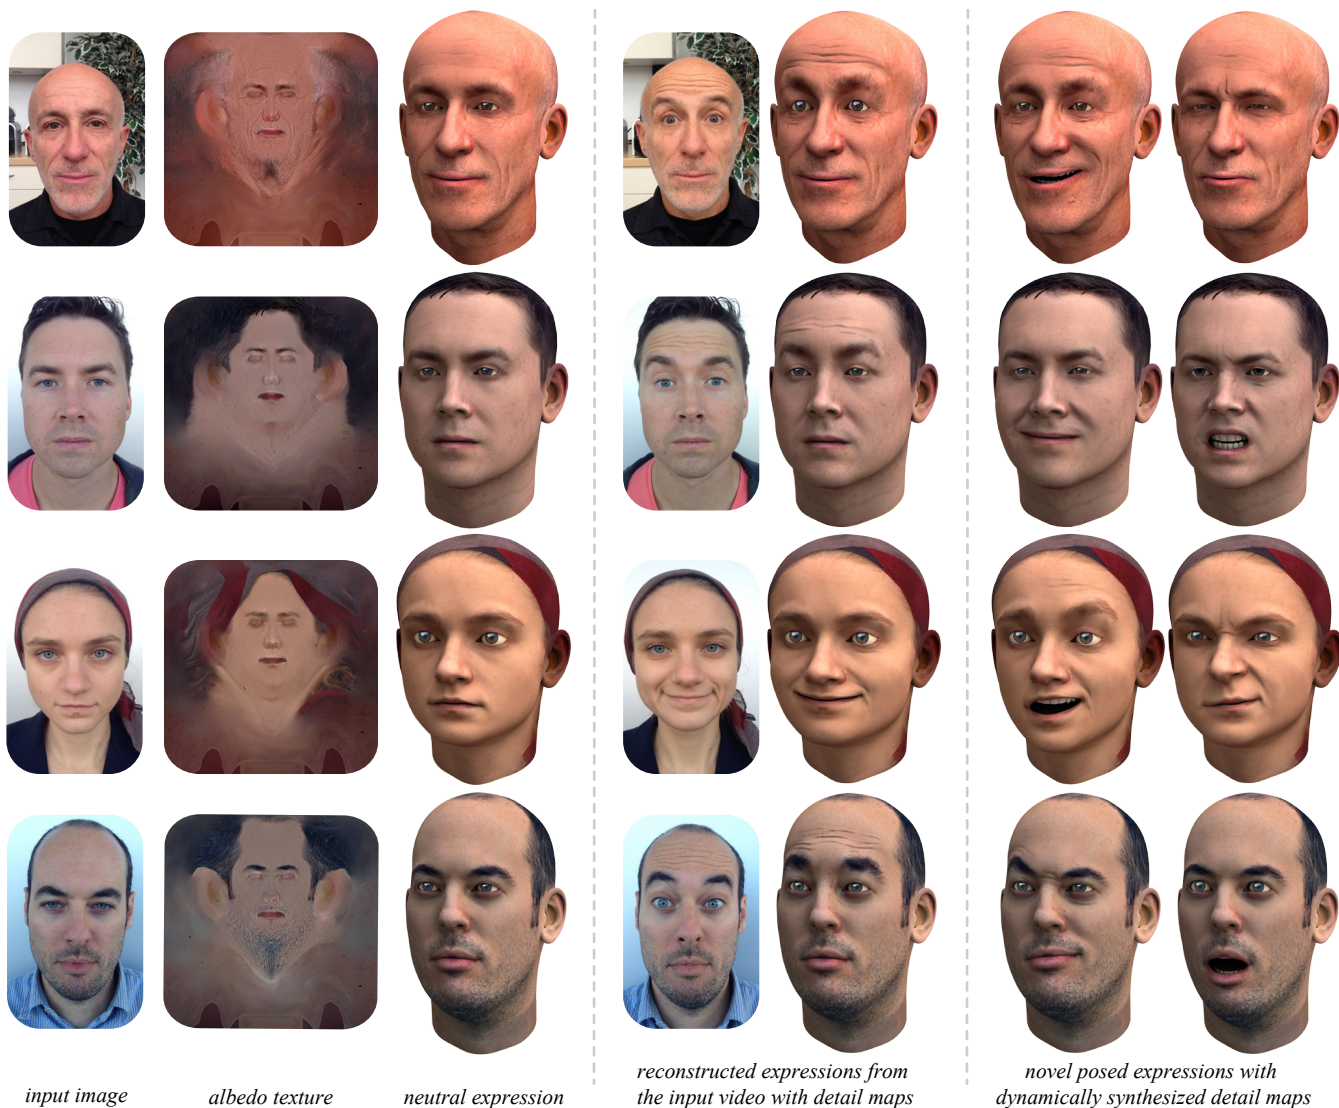 input image
albedo texture
neutral expression
reconstructed expressions from
the input video with detail maps
novel posed expressions with
dynamically synthesized detail maps